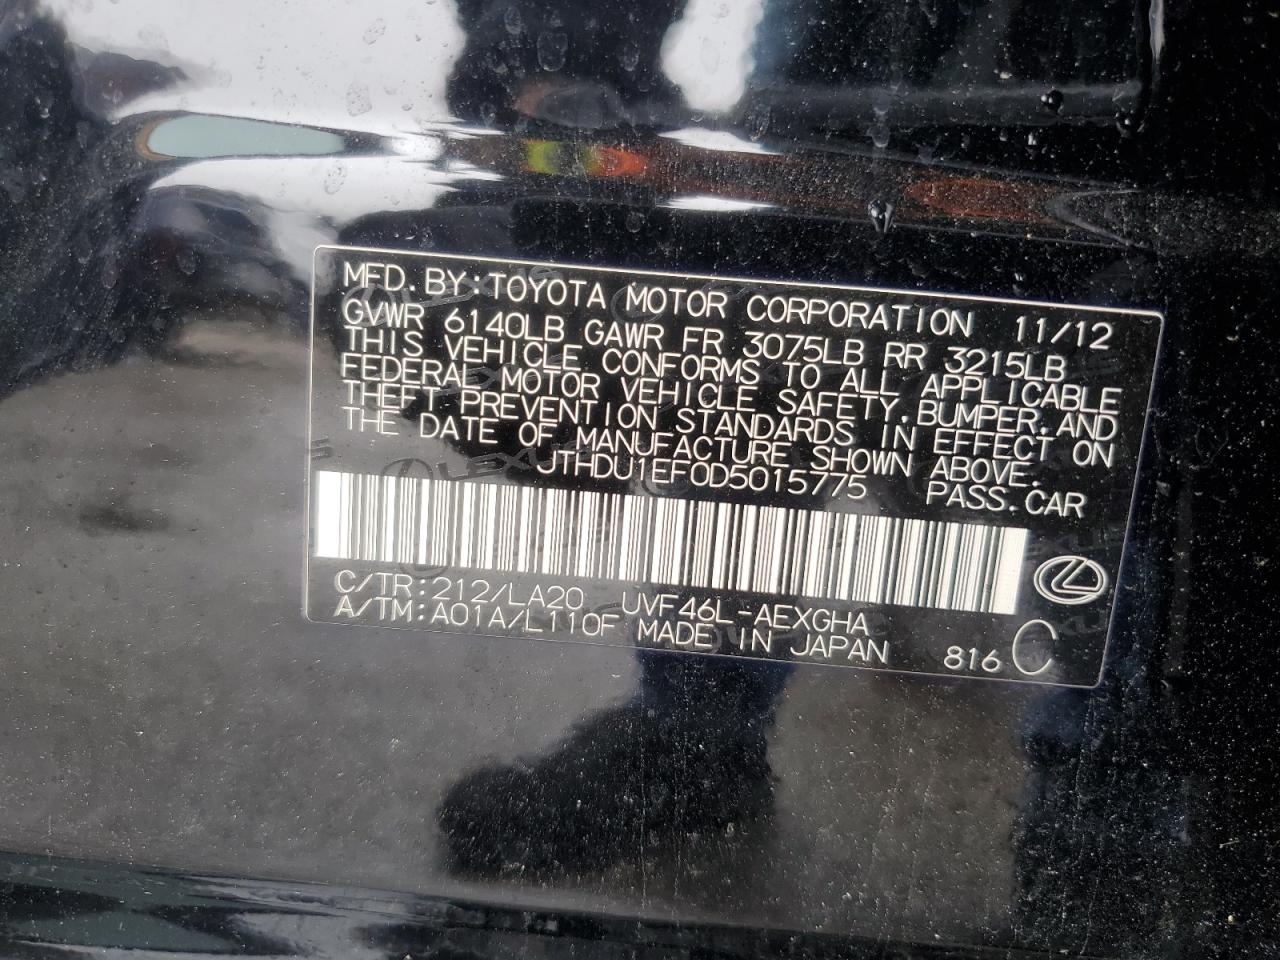 MFD. BY:TOYOTA MOTOR CORPORATION 11/12
GVWR 6140LB GAWR FR 3075LB RR 3215LB
THIS VEHICLE CONFORMS TO ALL APPLICABLE
FEDERAL MOTOR VEHICLE SAFETY,BUMPER,AND
THEFT PREVENTION STANDARDS IN EFFECT ON
THE DATE OF MANUFACTURE SHOWN ABOVE.
JTHDU1EF0D5015775 PASS.CAR
C/TR:212/LA20 UVF46L-AEXGHA
A/TM:A01A/L110F MADE IN JAPAN 816 C